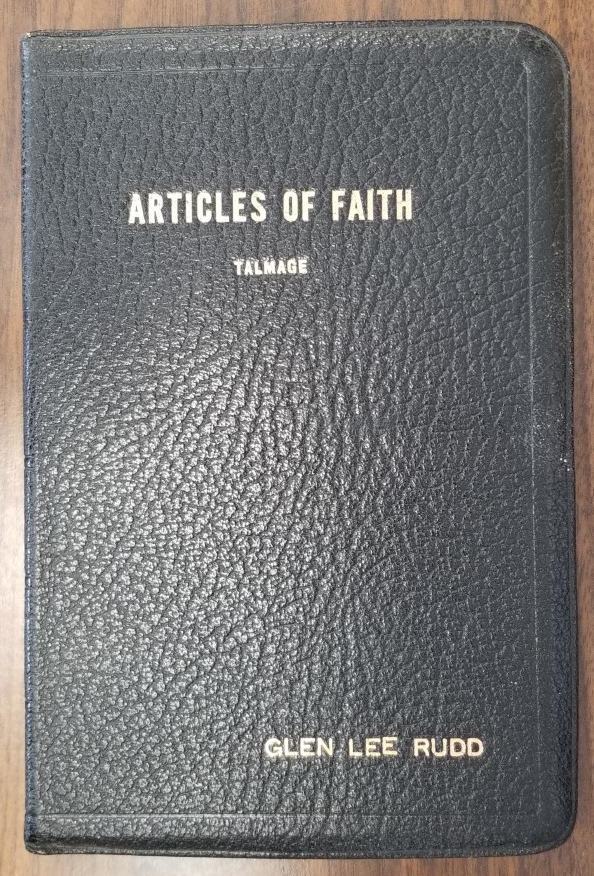 ARTICLES OF FAITH
TALMAGE
GLEN LEE RUDD